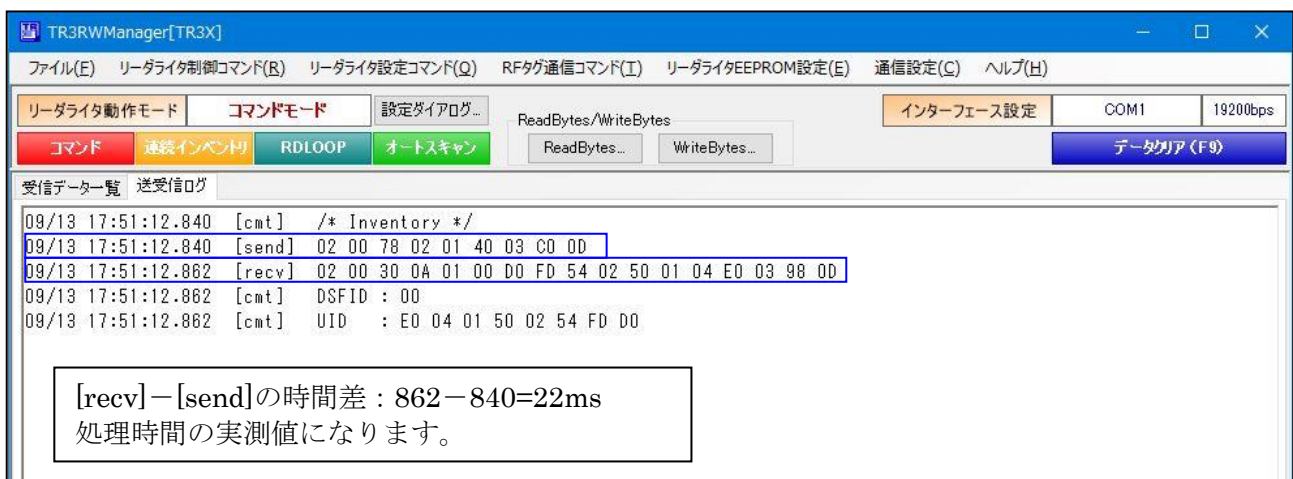 TR3RWManager[TR3X]
ファイル(F) リーダライタ制御コマンド(R) リーダライタ設定コマンド(Q) RFタグ通信コマンド(T) リーダライタEEPROM設定(E) 通信設定(C) ヘルプ(H)
リーダライタ動作モード コマンドモード 設定ダイアログ... ReadBytes/WriteBytes インターフェース設定 COM1 19200bps
コマンド 連続インベントリ RDLOOP オートスキャン ReadBytes... WriteBytes... データクリア(F9)
受信データ一覧 送受信ログ
09/13 17:51:12.840 [cmt] /* Inventory */
09/13 17:51:12.840 [send] 02 00 78 02 01 40 03 C0 0D
09/13 17:51:12.862 [recv] 02 00 30 0A 01 00 D0 FD 54 02 50 01 04 E0 03 98 0D
09/13 17:51:12.862 [cmt] DSFID : 00
09/13 17:51:12.862 [cmt] UID : E0 04 01 50 02 54 FD D0
[recv]-[send]の時間差:862-840=22ms
処理時間の実測値になります。